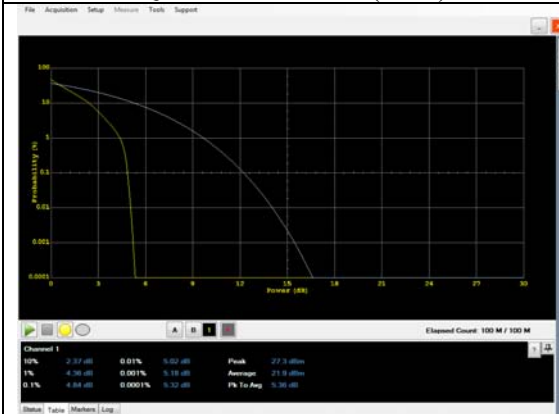 File Acquisition Setup Measure Tools Support
100
10
1
0.1
0.01
0.001
0.0001
Probability (%)
0 3 6 9 12 15 18 21 24 27 30
Power (dB)
A B 1
Elapsed Count: 100 M / 100 M
Channel 1
10% 2.37 dB 0.01% 5.02 dB Peak 27.3 dBm
1% 4.36 dB 0.001% 5.18 dB Average 21.9 dBm
0.1% 4.84 dB 0.0001% 5.32 dB Pk To Avg 5.36 dB
Status Table Markers Log